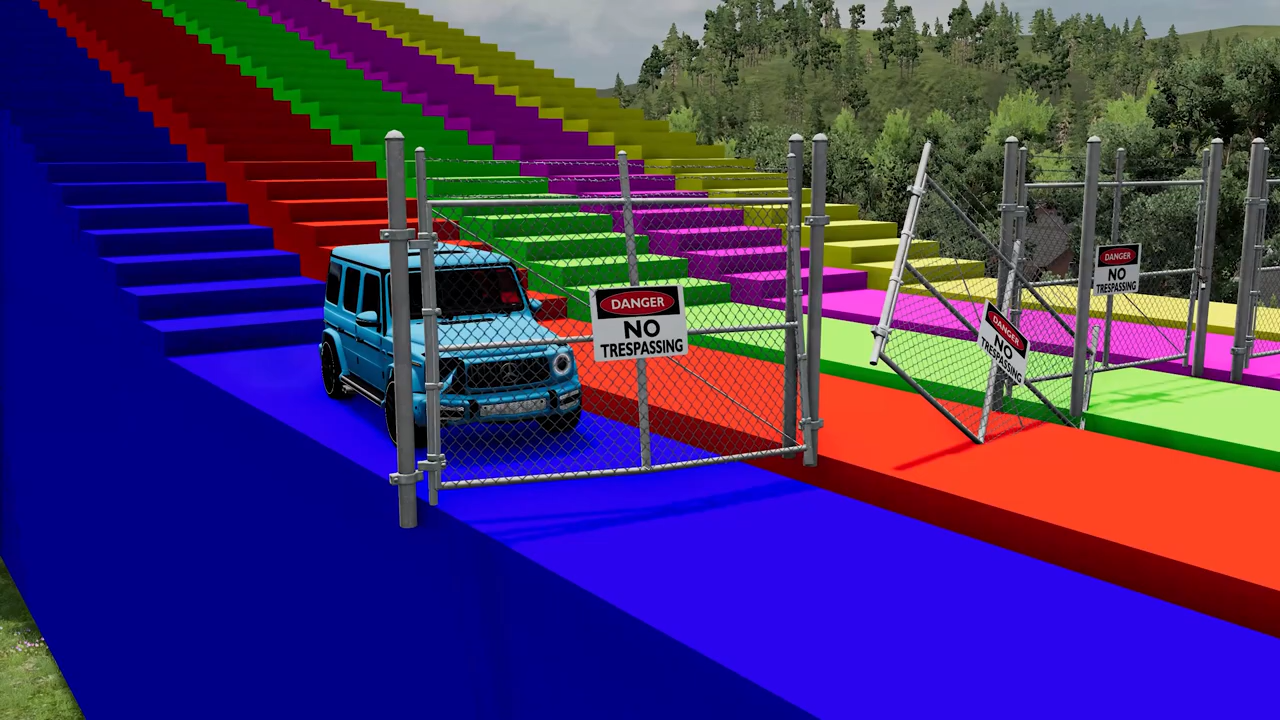 DANGER
NO
TRESPASSING
DANGER
NO
TRESPASSING
DANGER
NO
TRESPASSING